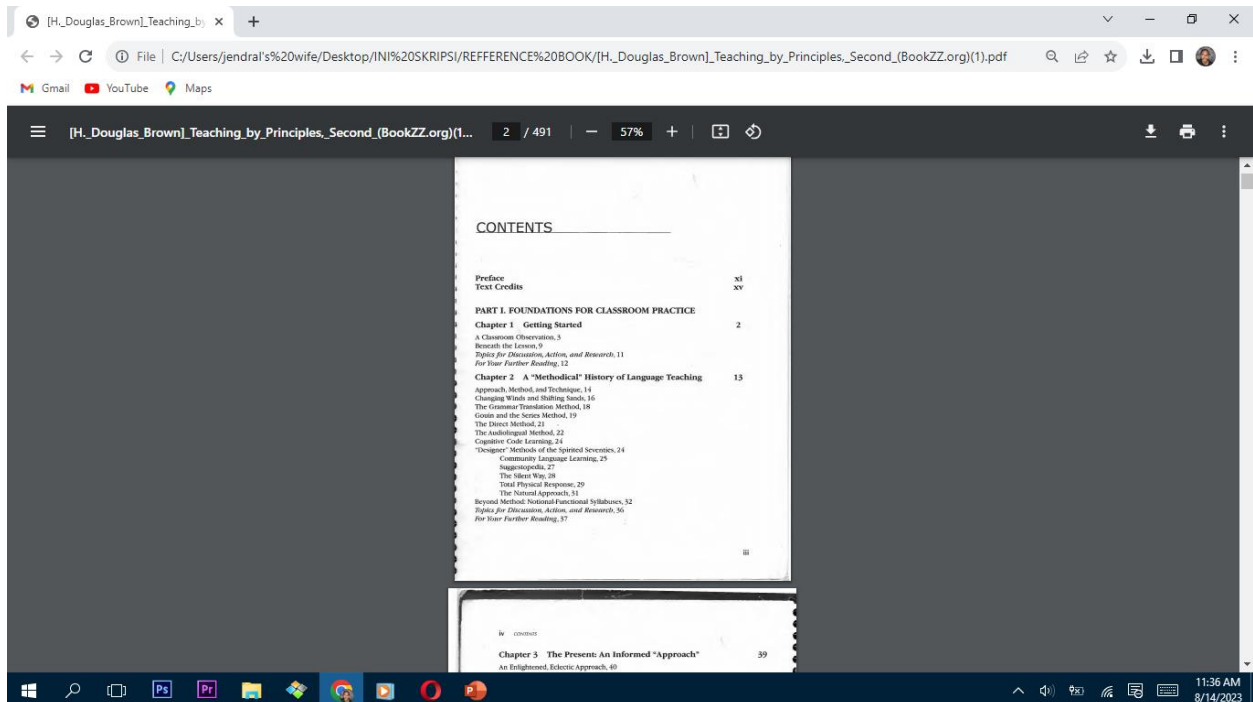 [H._Douglas_Brown]_Teaching_by
File
C:/Users/jendral's%20wife/Desktop/INI%20SKRIPSI/REFFERENCE%20BOOK/[H._Douglas_Brown]_Teaching_by_Principles,_Second_(BookZZ.org)(1).pdf
Gmail YouTube Maps
[H._Douglas_Brown]_Teaching_by_Principles,_Second_(BookZZ.org)(1... 2 / 491 57%
CONTENTS
Preface xi
Text Credits xv
PART I. FOUNDATIONS FOR CLASSROOM PRACTICE
Chapter 1 Getting Started 2
A Classroom Observation, 3
Beneath the Lesson, 9
Topics for Discussion, Action, and Research, 11
For Your Further Reading, 12
Chapter 2 A "Methodical" History of Language Teaching 13
Approach, Method, and Technique, 14
Changing Winds and Shifting Sands, 16
The Grammar Translation Method, 18
Gouin and the Series Method, 19
The Direct Method, 21
The Audiolingual Method, 22
Cognitive Code Learning, 24
"Designer" Methods of the Spirited Seventies, 24
Community Language Learning, 25
Suggestopedia, 27
The Silent Way, 28
Total Physical Response, 29
The Natural Approach, 31
Beyond Method: Notional-Functional Syllabuses, 32
Topics for Discussion, Action, and Research, 36
For Your Further Reading, 37
iii
iv CONTENTS
Chapter 3 The Present: An Informed "Approach" 39
An Enlightened, Eclectic Approach, 40
Ps Pr
11:36 AM
8/14/2023